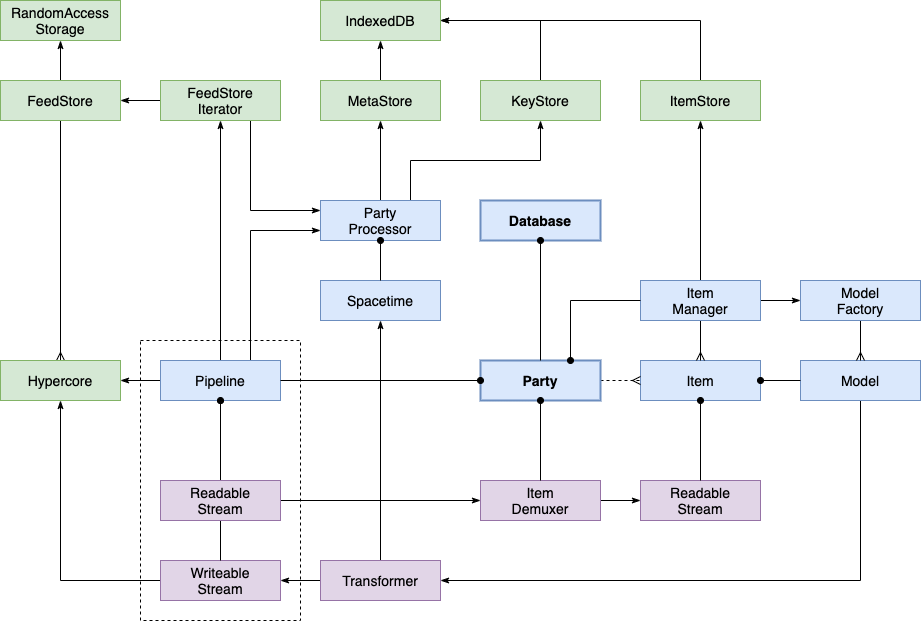 RandomAccess
Storage
IndexedDB
FeedStore
FeedStore
Iterator
MetaStore
KeyStore
ItemStore
Party
Processor
Database
Spacetime
Item
Manager
Model
Factory
Hypercore
Pipeline
Party
Item
Model
Readable
Stream
Item
Demuxer
Readable
Stream
Writeable
Stream
Transformer